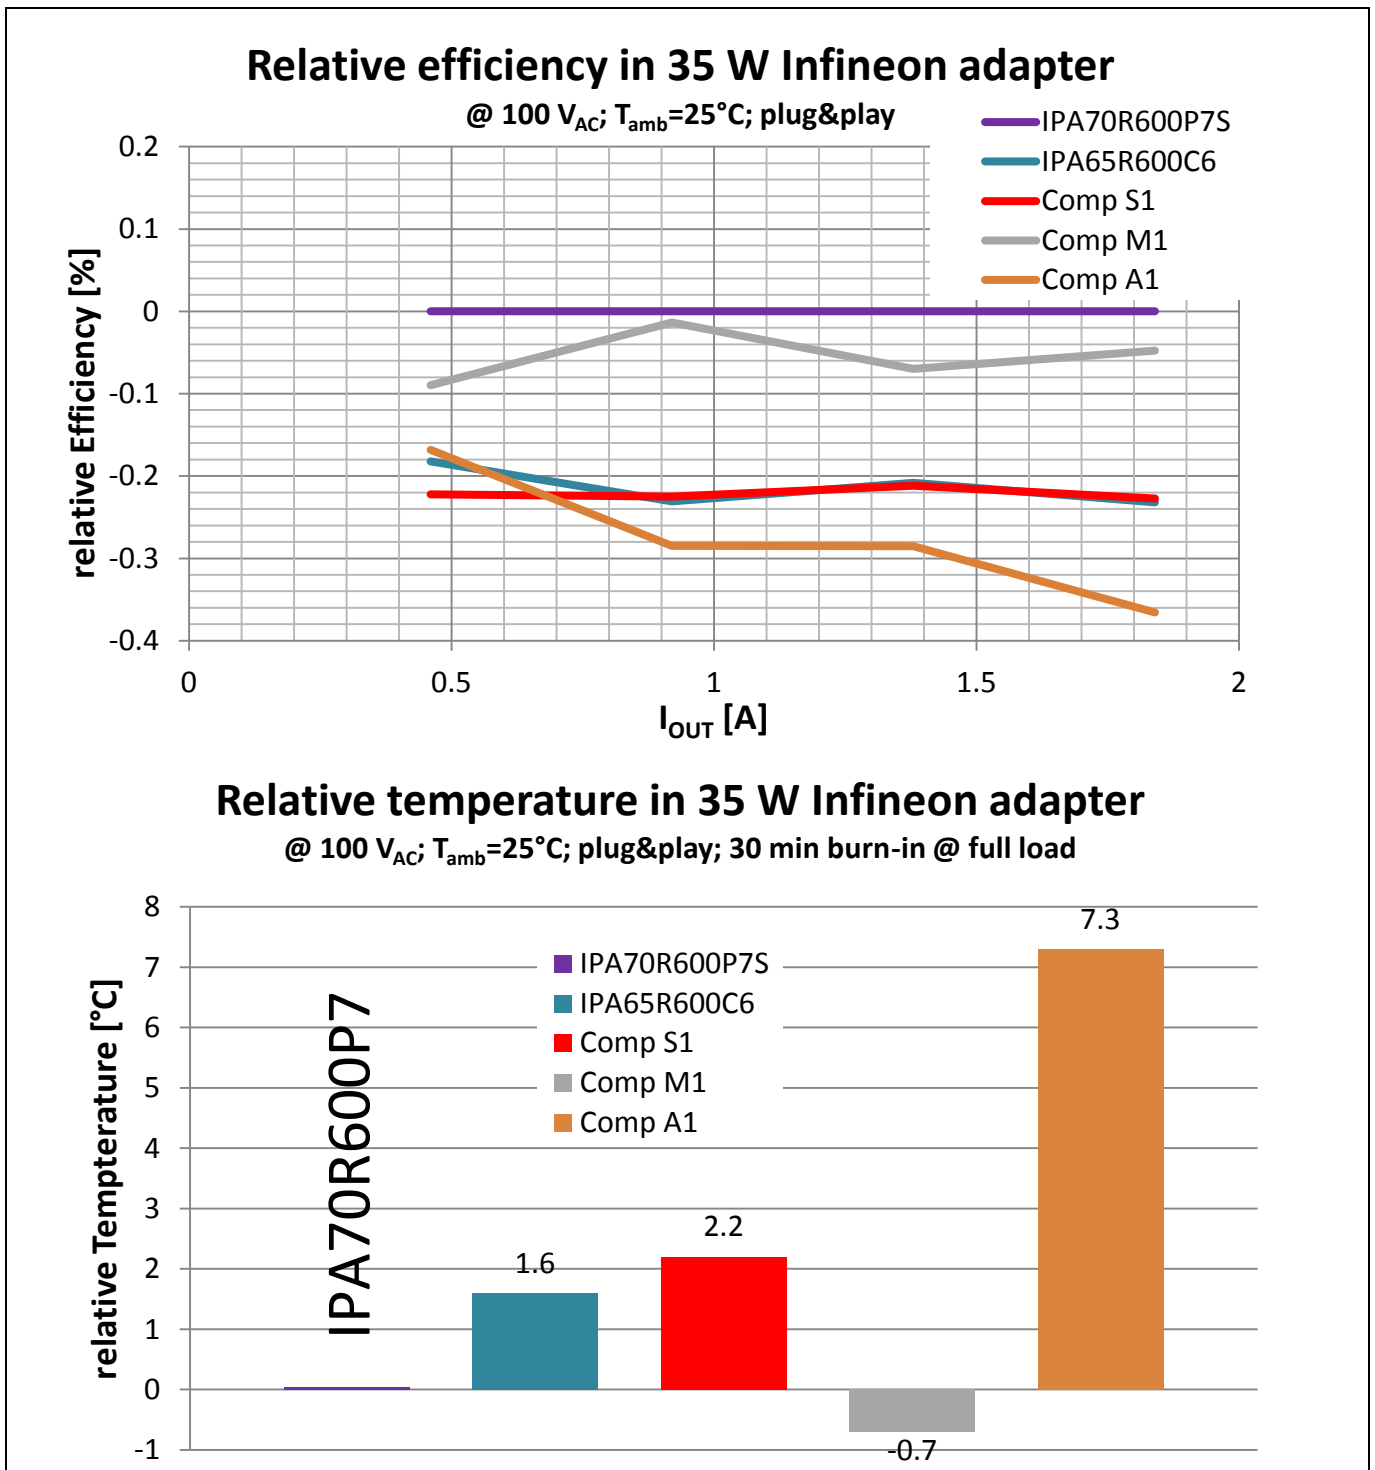 Relative efficiency in 35 W Infineon adapter
@ 100 VAC; Tamb=25°C; plug&play
IPA70R600P7S
IPA65R600C6
Comp S1
Comp M1
Comp A1
relative Efficiency [%]
0.2
0.1
0
-0.1
-0.2
-0.3
-0.4
0 0.5 1 1.5 2
IOUT [A]
Relative temperature in 35 W Infineon adapter
@ 100 VAC; Tamb=25°C; plug&play; 30 min burn-in @ full load
relative Tempterature [°C]
8
7
6
5
4
3
2
1
0
-1
IPA70R600P7S
IPA65R600C6
Comp S1
Comp M1
Comp A1
IPA70R600P7
1.6
2.2
-0.7
7.3